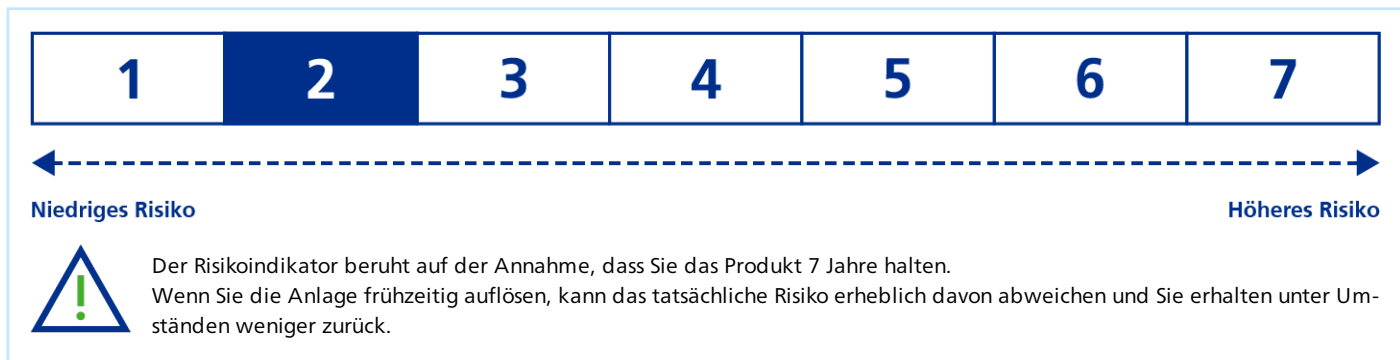 1 2 3 4 5 6 7
Niedriges Risiko Höheres Risiko
!
Der Risikoindikator beruht auf der Annahme, dass Sie das Produkt 7 Jahre halten.
Wenn Sie die Anlage frühzeitig auflösen, kann das tatsächliche Risiko erheblich davon abweichen und Sie erhalten unter Um-
ständen weniger zurück.